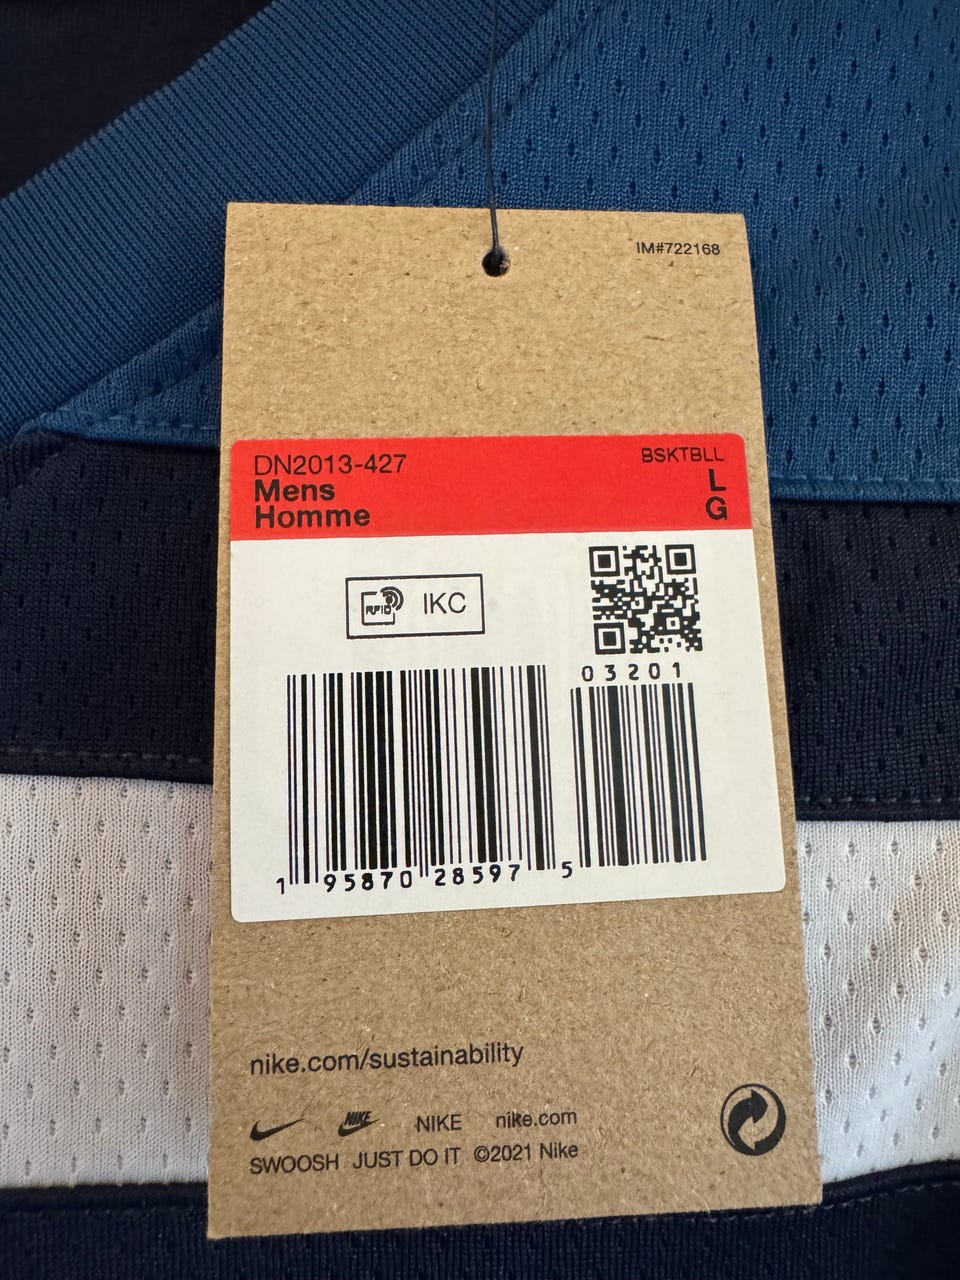 IM#722168
DN2013-427 BSKTBLL
Mens L
Homme G
RFID IKC
03201
1 95870 28597 5
nike.com/sustainability
NIKE NIKE nike.com
SWOOSH JUST DO IT ©2021 Nike